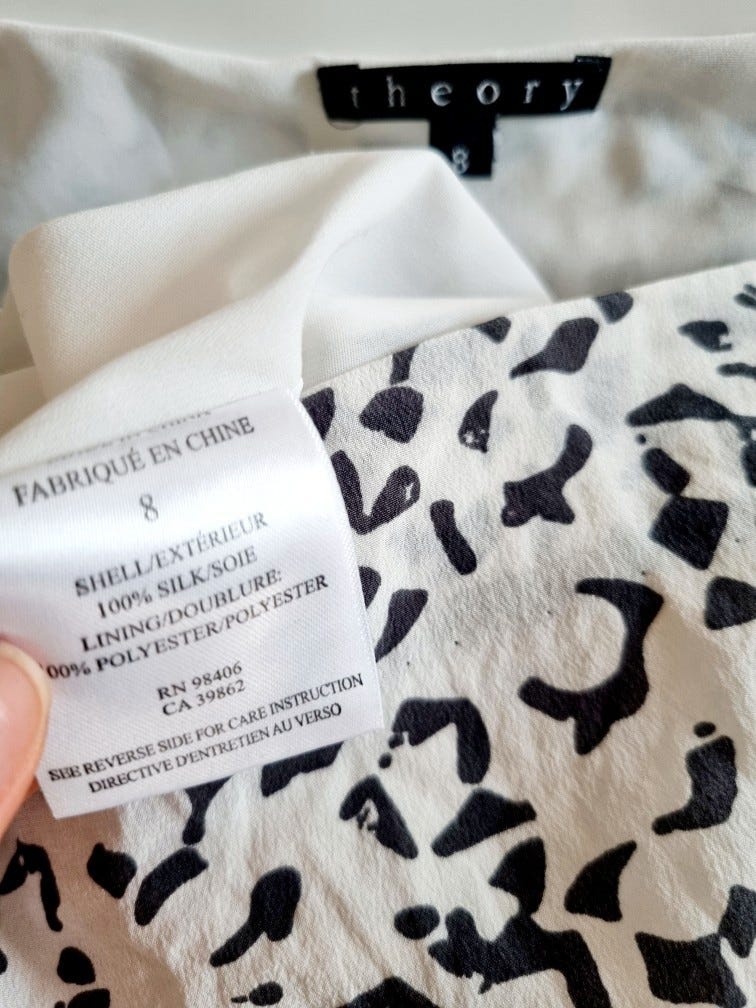 theory
8
FABRIQUÉ EN CHINE
8
SHELL/EXTÉRIEUR
100% SILK/SOIE
LINING/DOUBLURE:
00% POLYESTER/POLYESTER
RN 98406
CA 39862
SEE REVERSE SIDE FOR CARE INSTRUCTION
DIRECTIVE D'ENTRETIEN AU VERSO